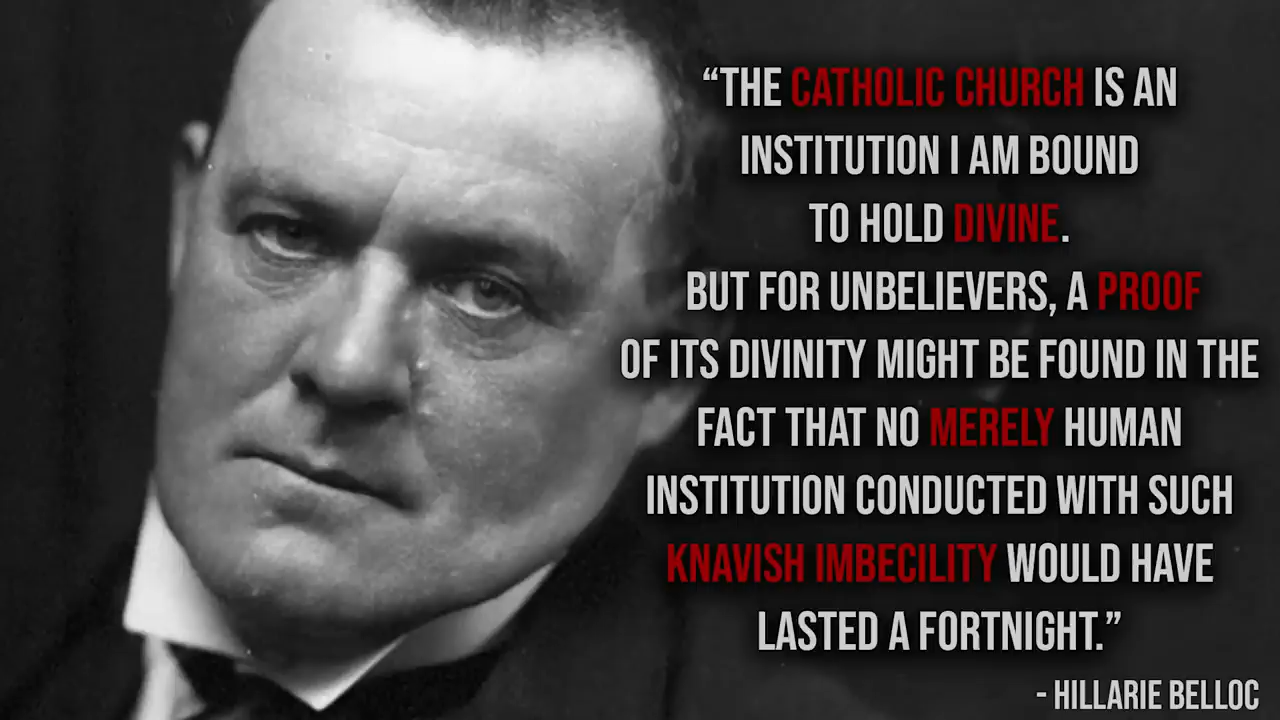 “THE CATHOLIC CHURCH IS AN
INSTITUTION I AM BOUND
TO HOLD DIVINE.
BUT FOR UNBELIEVERS, A PROOF
OF ITS DIVINITY MIGHT BE FOUND IN THE
FACT THAT NO MERELY HUMAN
INSTITUTION CONDUCTED WITH SUCH
KNAVISH IMBECILITY WOULD HAVE
LASTED A FORTNIGHT.”
- HILLARIE BELLOC